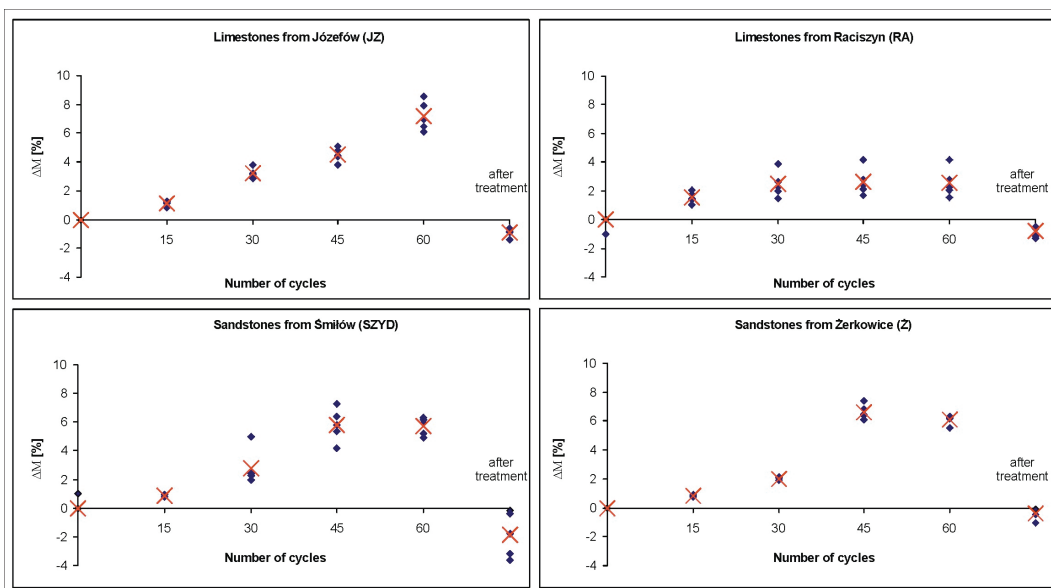 Limestones from Józefów (JZ)
10
8
6
4
2
0
-2
-4
ΔM [%]
after
treatment
15
30
45
60
Number of cycles
Limestones from Raciszyn (RA)
10
8
6
4
2
0
-2
-4
ΔM [%]
after
treatment
15
30
45
60
Number of cycles
Sandstones from Śmiłów (SZYD)
10
8
6
4
2
0
-2
-4
ΔM [%]
after
treatment
15
30
45
60
Number of cycles
Sandstones from Żerkowice (Ż)
10
8
6
4
2
0
-2
-4
ΔM [%]
after
treatment
15
30
45
60
Number of cycles